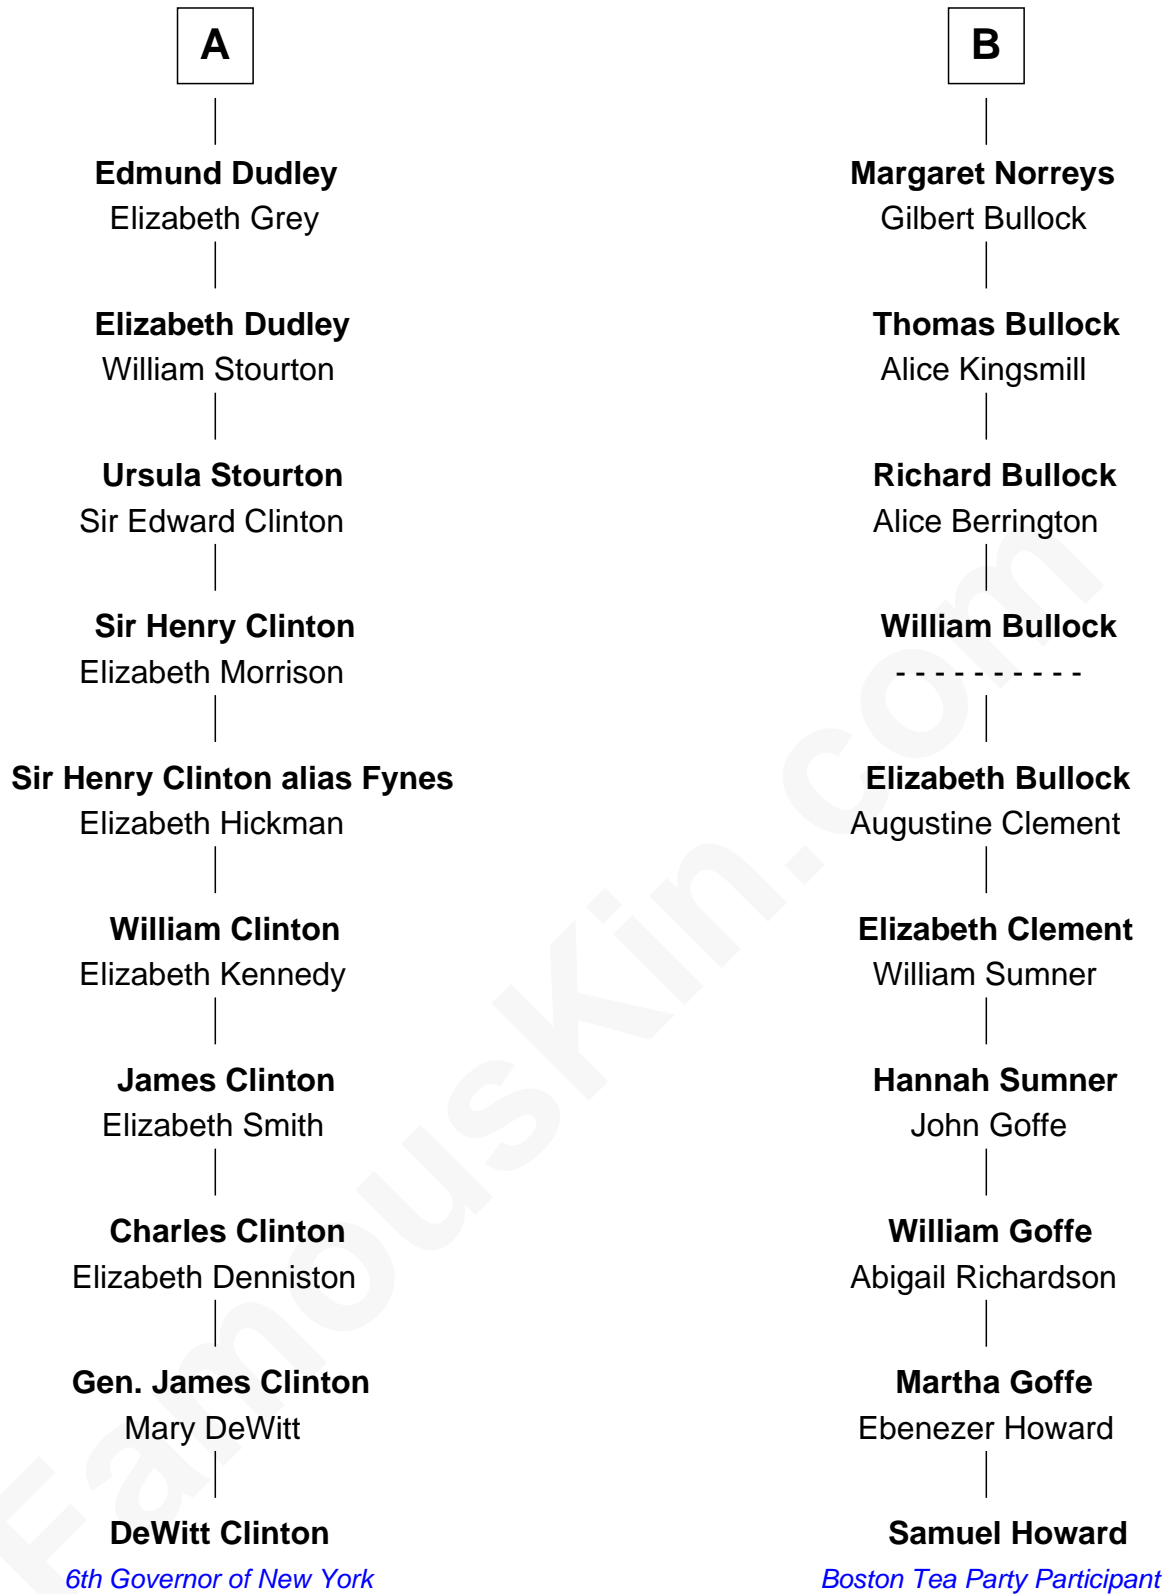 A
Edmund Dudley
Elizabeth Grey
Elizabeth Dudley
William Stourton
Ursula Stourton
Sir Edward Clinton
Sir Henry Clinton
Elizabeth Morrison
Sir Henry Clinton alias Fynes
Elizabeth Hickman
William Clinton
Elizabeth Kennedy
James Clinton
Elizabeth Smith
Charles Clinton
Elizabeth Denniston
Gen. James Clinton
Mary DeWitt
DeWitt Clinton
6th Governor of New York
B
Margaret Norreys
Gilbert Bullock
Thomas Bullock
Alice Kingsmill
Richard Bullock
Alice Berrington
William Bullock
- - - - - - - - - -
Elizabeth Bullock
Augustine Clement
Elizabeth Clement
William Sumner
Hannah Sumner
John Goffe
William Goffe
Abigail Richardson
Martha Goffe
Ebenezer Howard
Samuel Howard
Boston Tea Party Participant
FamousKin.com